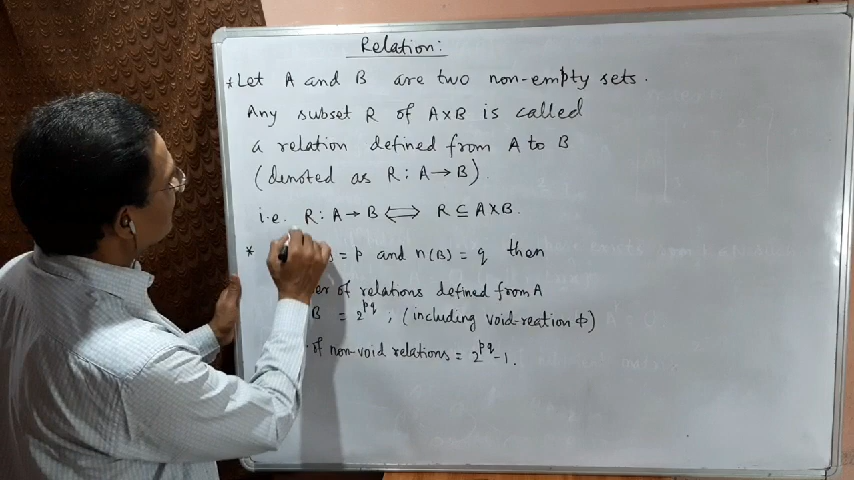 Relation:
* Let A and B are two non-empty sets.
Any subset R of A×B is called
a relation defined from A to B
(denoted as R: A → B).
i.e. R: A → B ⟺ R ⊆ A×B.
* = p and n(B) = q then
of relations defined from A
B = 2^pq ; (including void-reation Φ)
of non-void relations = 2^pq - 1.